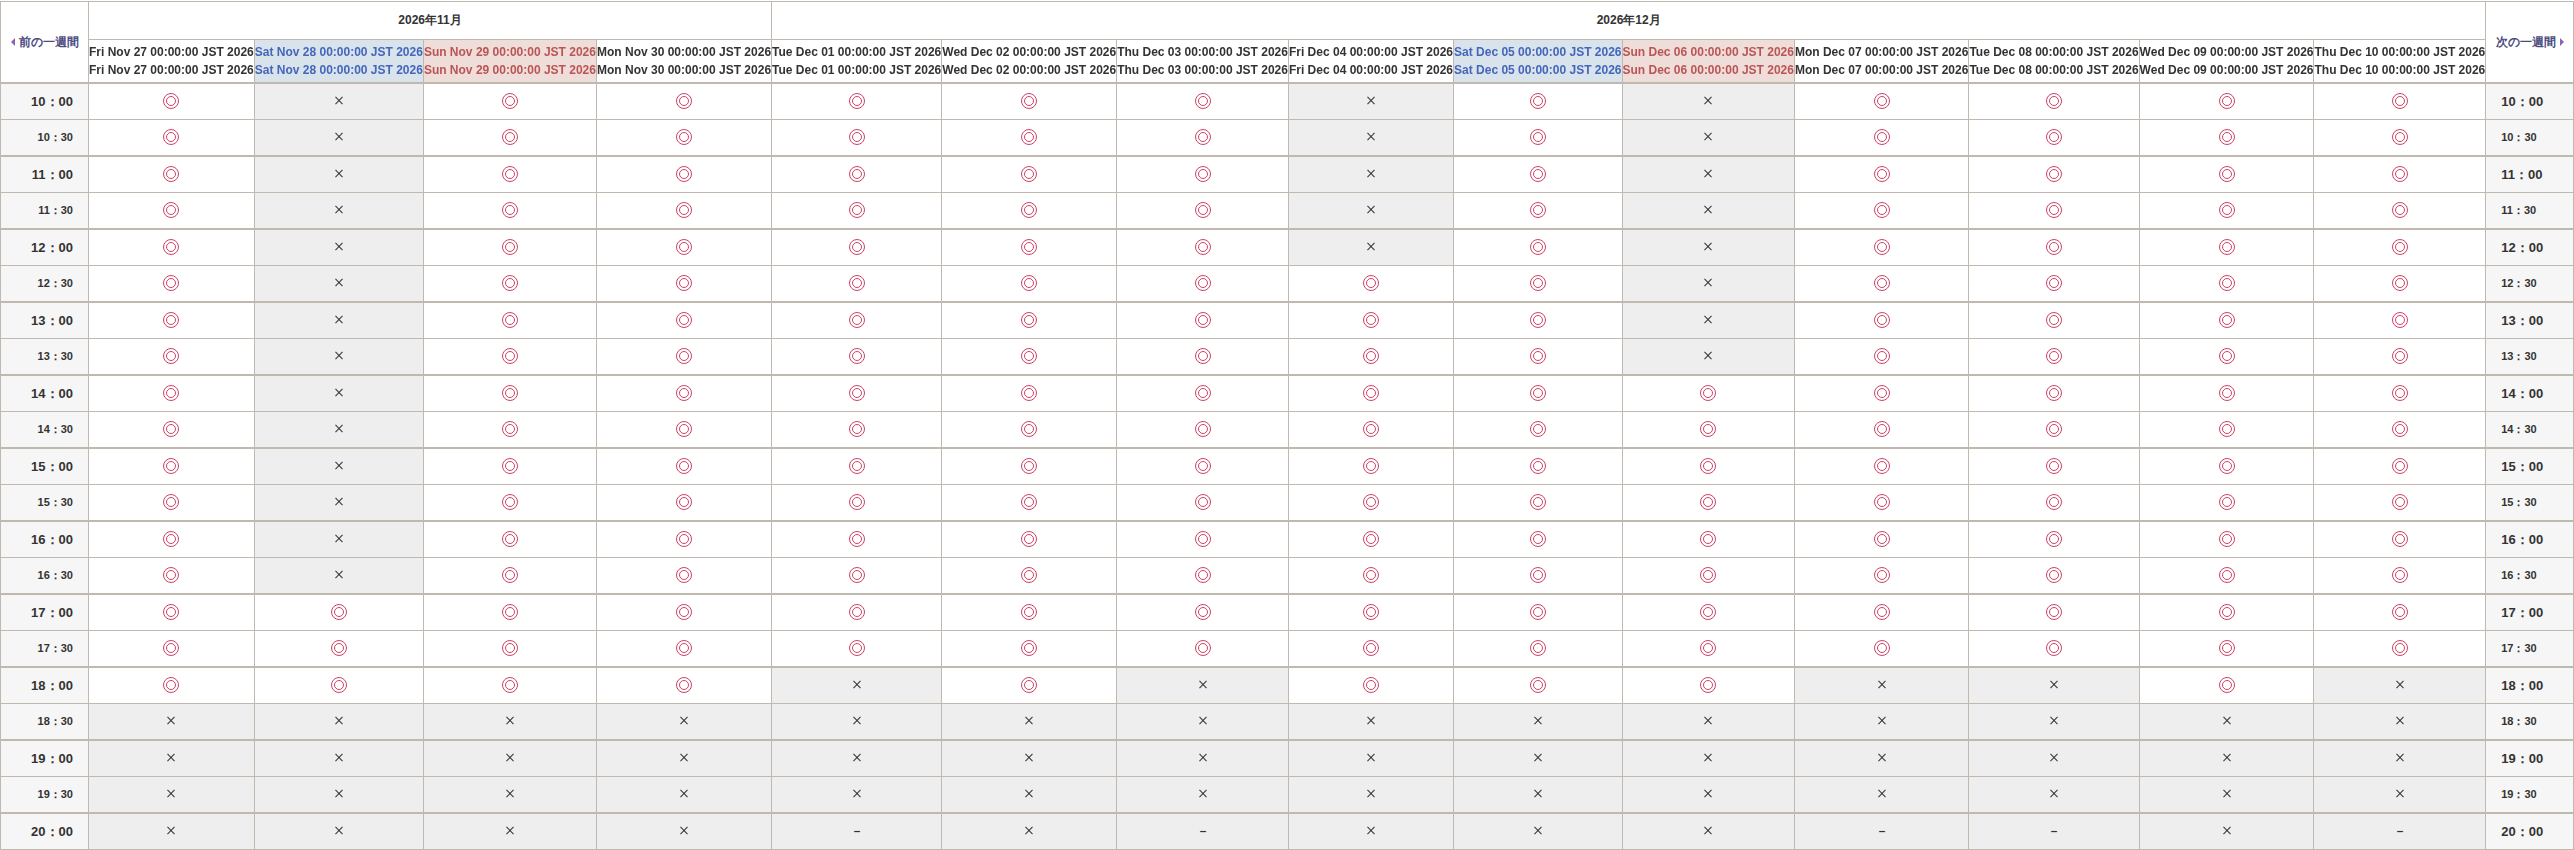 2026年11月 2026年12月
前の一週間 次の一週間
Fri Nov 27 00:00:00 JST 2026 Sat Nov 28 00:00:00 JST 2026 Sun Nov 29 00:00:00 JST 2026 Mon Nov 30 00:00:00 JST 2026 Tue Dec 01 00:00:00 JST 2026 Wed Dec 02 00:00:00 JST 2026 Thu Dec 03 00:00:00 JST 2026 Fri Dec 04 00:00:00 JST 2026 Sat Dec 05 00:00:00 JST 2026 Sun Dec 06 00:00:00 JST 2026 Mon Dec 07 00:00:00 JST 2026 Tue Dec 08 00:00:00 JST 2026 Wed Dec 09 00:00:00 JST 2026 Thu Dec 10 00:00:00 JST 2026
Fri Nov 27 00:00:00 JST 2026 Sat Nov 28 00:00:00 JST 2026 Sun Nov 29 00:00:00 JST 2026 Mon Nov 30 00:00:00 JST 2026 Tue Dec 01 00:00:00 JST 2026 Wed Dec 02 00:00:00 JST 2026 Thu Dec 03 00:00:00 JST 2026 Fri Dec 04 00:00:00 JST 2026 Sat Dec 05 00:00:00 JST 2026 Sun Dec 06 00:00:00 JST 2026 Mon Dec 07 00:00:00 JST 2026 Tue Dec 08 00:00:00 JST 2026 Wed Dec 09 00:00:00 JST 2026 Thu Dec 10 00:00:00 JST 2026
10：00 ◎ × ◎ ◎ ◎ ◎ ◎ × ◎ × ◎ ◎ ◎ ◎ 10：00
10：30 ◎ × ◎ ◎ ◎ ◎ ◎ × ◎ × ◎ ◎ ◎ ◎ 10：30
11：00 ◎ × ◎ ◎ ◎ ◎ ◎ × ◎ × ◎ ◎ ◎ ◎ 11：00
11：30 ◎ × ◎ ◎ ◎ ◎ ◎ × ◎ × ◎ ◎ ◎ ◎ 11：30
12：00 ◎ × ◎ ◎ ◎ ◎ ◎ × ◎ × ◎ ◎ ◎ ◎ 12：00
12：30 ◎ × ◎ ◎ ◎ ◎ ◎ ◎ ◎ × ◎ ◎ ◎ ◎ 12：30
13：00 ◎ × ◎ ◎ ◎ ◎ ◎ ◎ ◎ × ◎ ◎ ◎ ◎ 13：00
13：30 ◎ × ◎ ◎ ◎ ◎ ◎ ◎ ◎ × ◎ ◎ ◎ ◎ 13：30
14：00 ◎ × ◎ ◎ ◎ ◎ ◎ ◎ ◎ ◎ ◎ ◎ ◎ ◎ 14：00
14：30 ◎ × ◎ ◎ ◎ ◎ ◎ ◎ ◎ ◎ ◎ ◎ ◎ ◎ 14：30
15：00 ◎ × ◎ ◎ ◎ ◎ ◎ ◎ ◎ ◎ ◎ ◎ ◎ ◎ 15：00
15：30 ◎ × ◎ ◎ ◎ ◎ ◎ ◎ ◎ ◎ ◎ ◎ ◎ ◎ 15：30
16：00 ◎ × ◎ ◎ ◎ ◎ ◎ ◎ ◎ ◎ ◎ ◎ ◎ ◎ 16：00
16：30 ◎ × ◎ ◎ ◎ ◎ ◎ ◎ ◎ ◎ ◎ ◎ ◎ ◎ 16：30
17：00 ◎ ◎ ◎ ◎ ◎ ◎ ◎ ◎ ◎ ◎ ◎ ◎ ◎ ◎ 17：00
17：30 ◎ ◎ ◎ ◎ ◎ ◎ ◎ ◎ ◎ ◎ ◎ ◎ ◎ ◎ 17：30
18：00 ◎ ◎ ◎ ◎ × ◎ × ◎ ◎ ◎ × × ◎ × 18：00
18：30 × × × × × × × × × × × × × × 18：30
19：00 × × × × × × × × × × × × × × 19：00
19：30 × × × × × × × × × × × × × × 19：30
20：00 × × × × － × － × × × － － × － 20：00